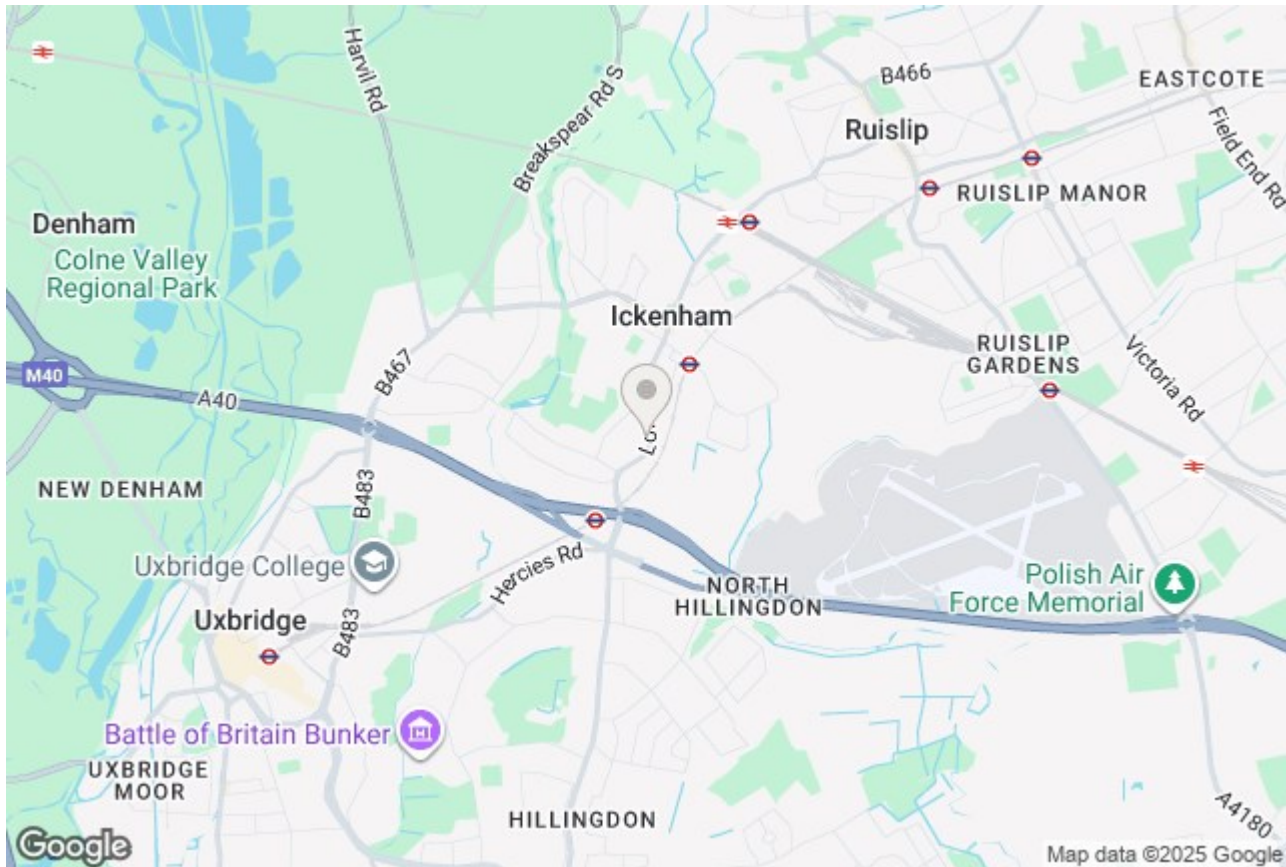 Harvil Rd
B466
EASTCOTE
Ruislip
Field End Rd
Breakspear Rd S
RUISLIP MANOR
Denham
Colne Valley
Regional Park
Ickenham
RUISLIP
GARDENS
Victoria Rd
M40
A40
B467
NEW DENHAM
B483
Uxbridge College
Hercies Rd
NORTH
HILLINGDON
Polish Air
Force Memorial
Uxbridge
B483
Battle of Britain Bunker
UXBRIDGE
MOOR
HILLINGDON
A4180
Google
Map data ©2025 Google